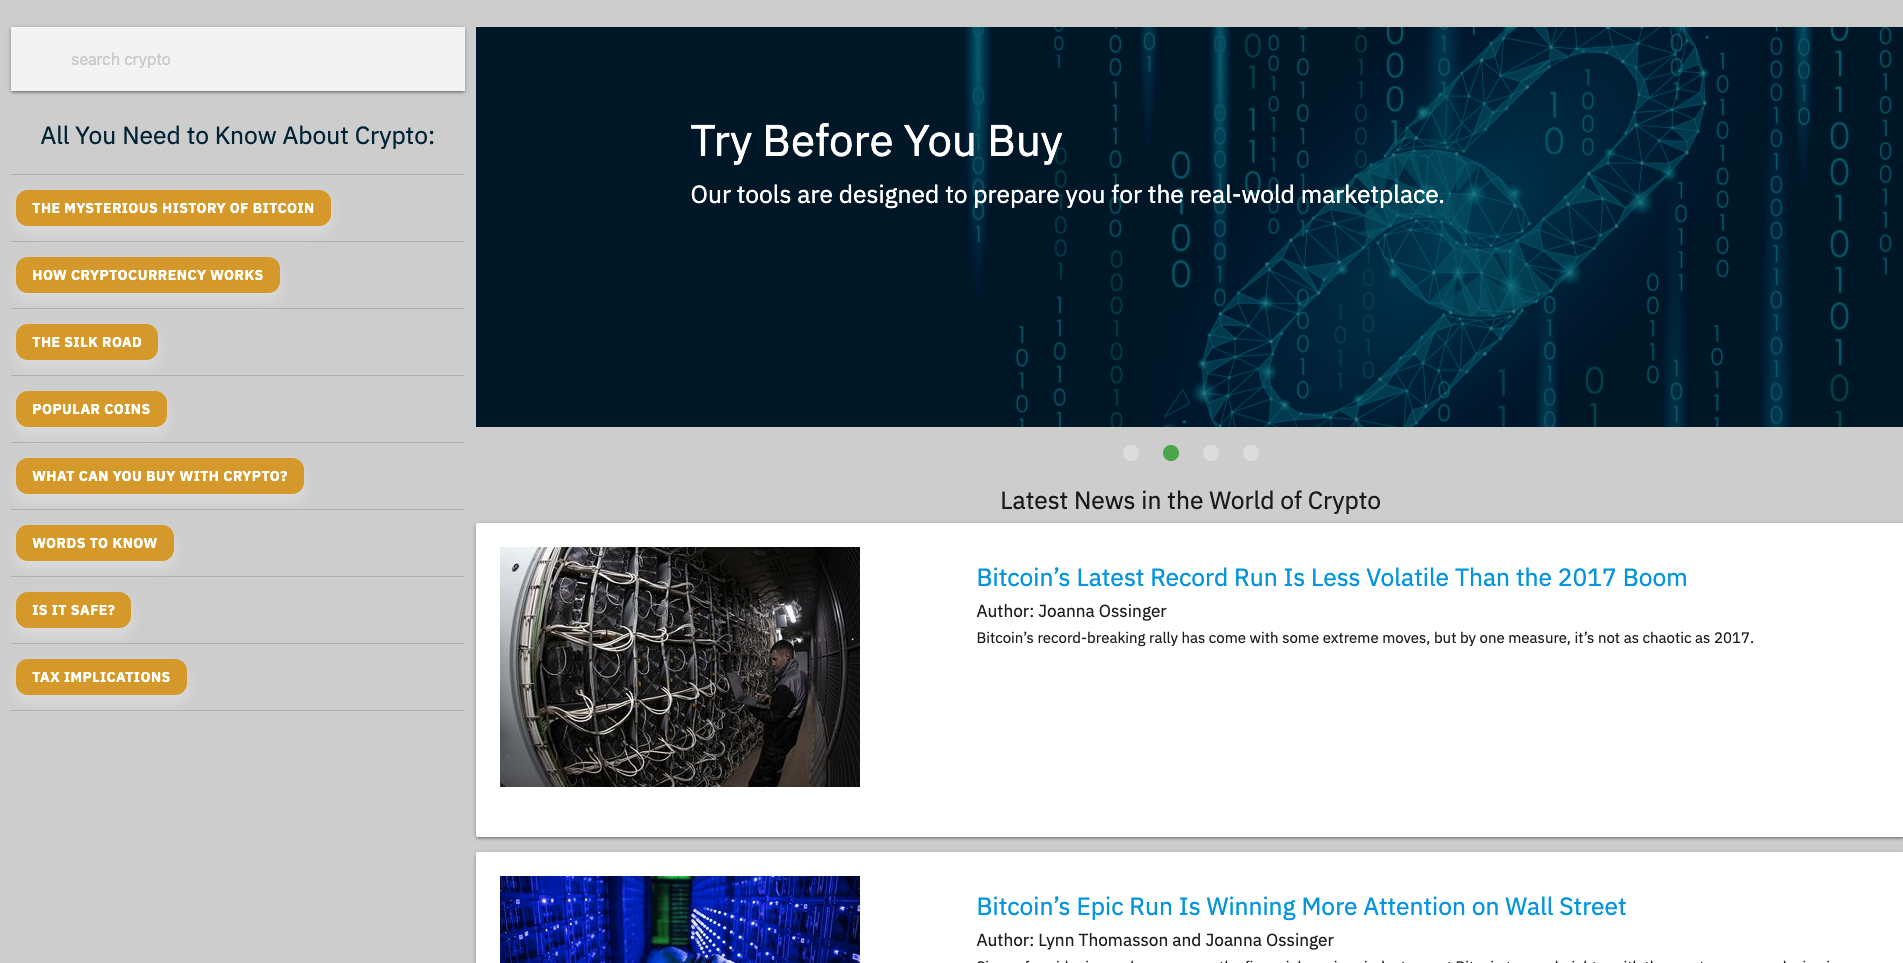 search crypto
All You Need to Know About Crypto:
THE MYSTERIOUS HISTORY OF BITCOIN
HOW CRYPTOCURRENCY WORKS
THE SILK ROAD
POPULAR COINS
WHAT CAN YOU BUY WITH CRYPTO?
WORDS TO KNOW
IS IT SAFE?
TAX IMPLICATIONS
Try Before You Buy
Our tools are designed to prepare you for the real-wold marketplace.
Latest News in the World of Crypto
Bitcoin’s Latest Record Run Is Less Volatile Than the 2017 Boom
Author: Joanna Ossinger
Bitcoin’s record-breaking rally has come with some extreme moves, but by one measure, it’s not as chaotic as 2017.
Bitcoin’s Epic Run Is Winning More Attention on Wall Street
Author: Lynn Thomasson and Joanna Ossinger